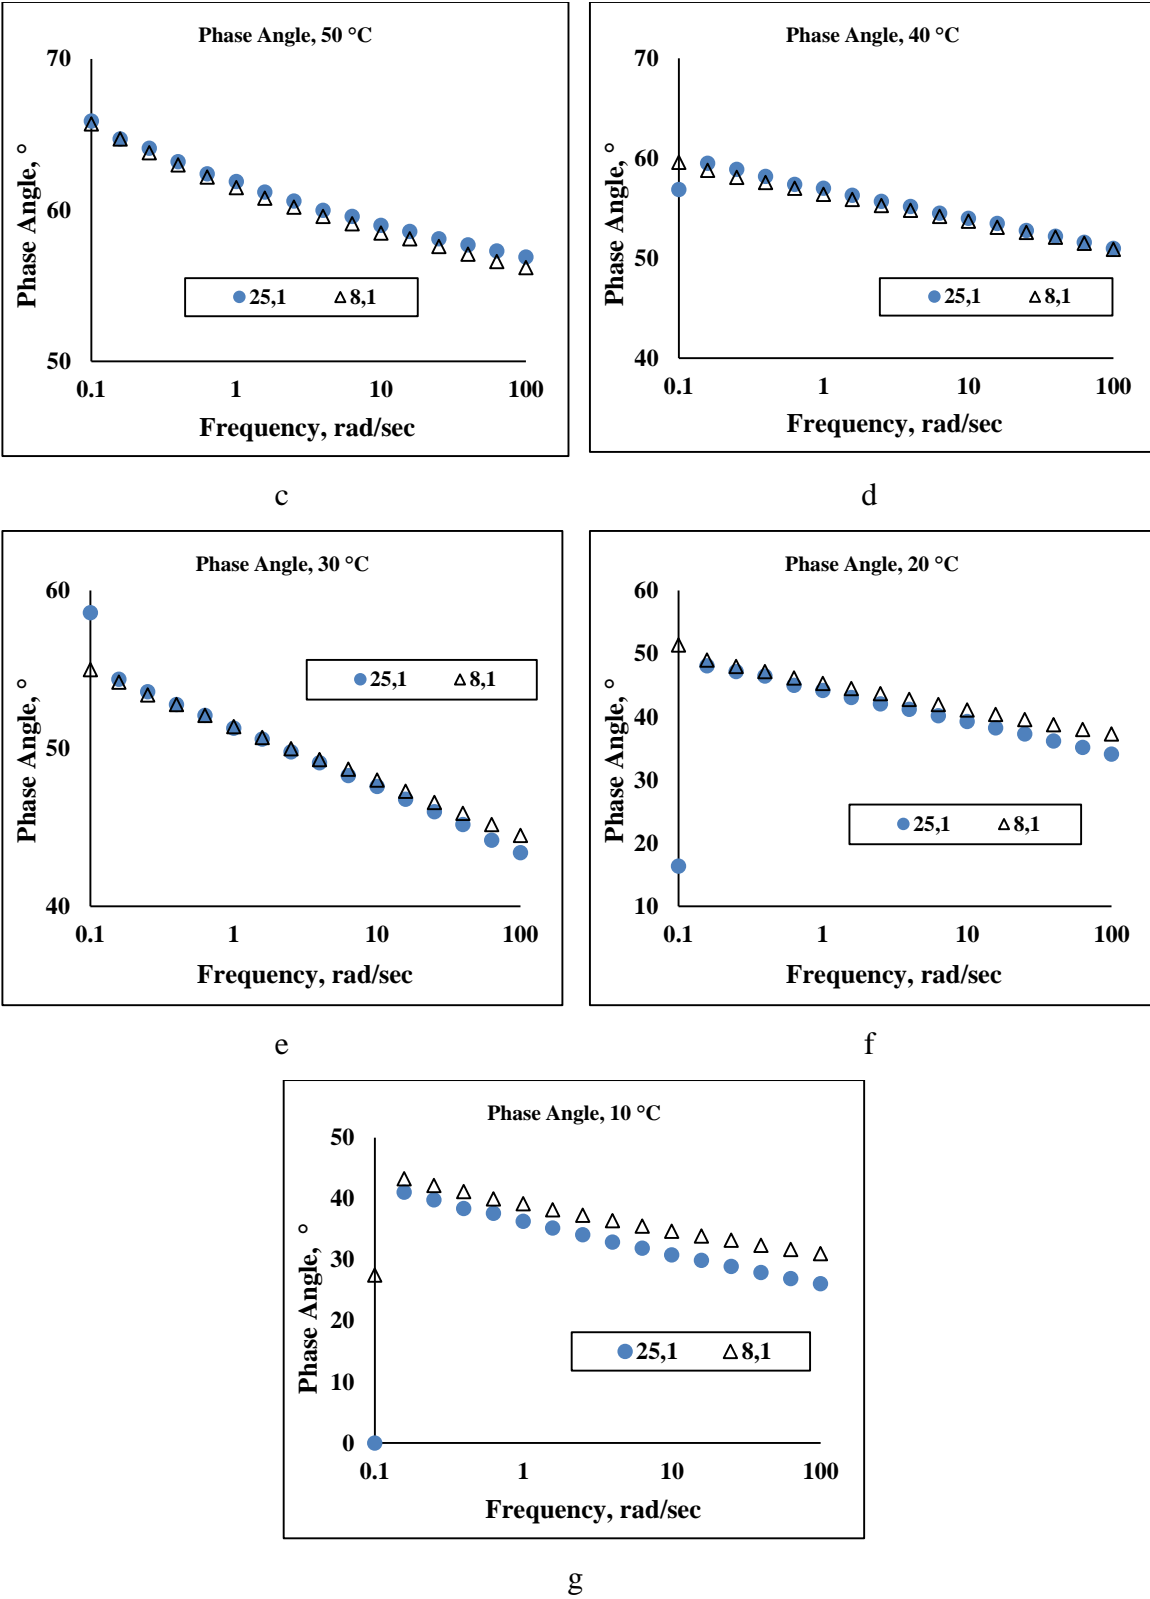 Phase Angle, 50 °C
70
60
50
Phase Angle, °
25,1 8,1
0.1 1 10 100
Frequency, rad/sec
c
Phase Angle, 40 °C
70
60
50
40
Phase Angle, °
25,1 8,1
0.1 1 10 100
Frequency, rad/sec
d
Phase Angle, 30 °C
60
50
40
Phase Angle, °
25,1 8,1
0.1 1 10 100
Frequency, rad/sec
e
Phase Angle, 20 °C
60
50
40
30
20
10
Phase Angle, °
25,1 8,1
0.1 1 10 100
Frequency, rad/sec
f
Phase Angle, 10 °C
50
40
30
20
10
0
Phase Angle, °
25,1 8,1
0.1 1 10 100
Frequency, rad/sec
g